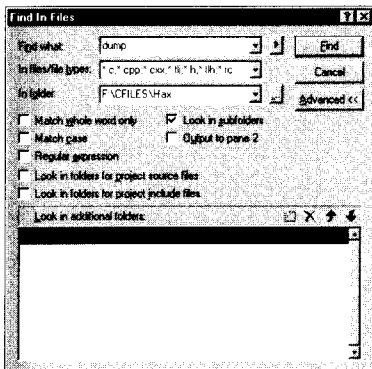 Find In Files
Find what: dump Find
In files/file types: *.c;*.cpp;*.cxx;*.tli;*.h;*.tlh;*.rc Cancel
In folder: F:\CFILES\Hax Advanced <<
Match whole word only Look in subfolders
Match case Output to pane 2
Regular expression
Look in folders for project source files
Look in folders for project include files
Look in additional folders: